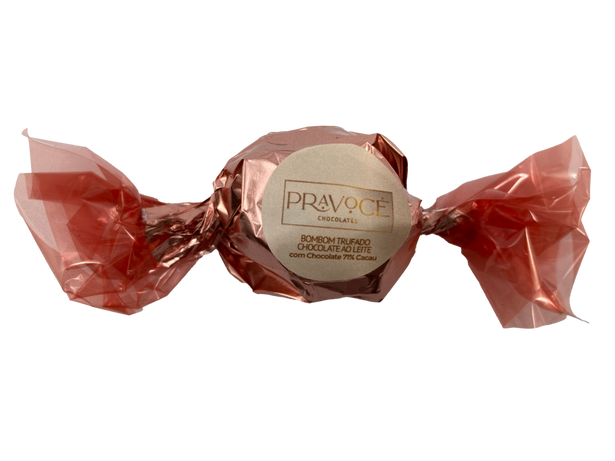 PRAVOCÊ
CHOCOLATES
BOMBOM TRUFADO
CHOCOLATE AO LEITE
com Chocolate 71% Cacau